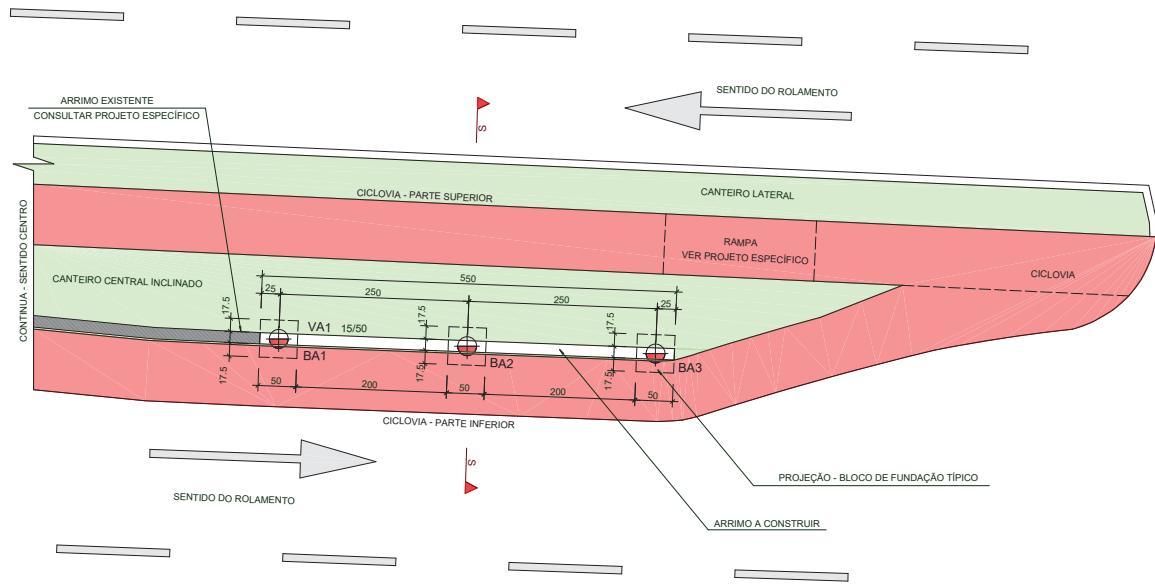 SENTIDO DO ROLAMENTO
ARRIMO EXISTENTE
CONSULTAR PROJETO ESPECÍFICO
S
CICLOVIA - PARTE SUPERIOR
CANTEIRO LATERAL
CONTINUA - SENTIDO CENTRO
RAMPA
VER PROJETO ESPECÍFICO
CICLOVIA
CANTEIRO CENTRAL INCLINADO
550
25
250
250
25
17.5
17.5
17.5
VA1 15/50
BA1
BA2
BA3
17.5
17.5
17.5
50
200
50
200
50
CICLOVIA - PARTE INFERIOR
S
PROJEÇÃO - BLOCO DE FUNDAÇÃO TÍPICO
SENTIDO DO ROLAMENTO
ARRIMO A CONSTRUIR